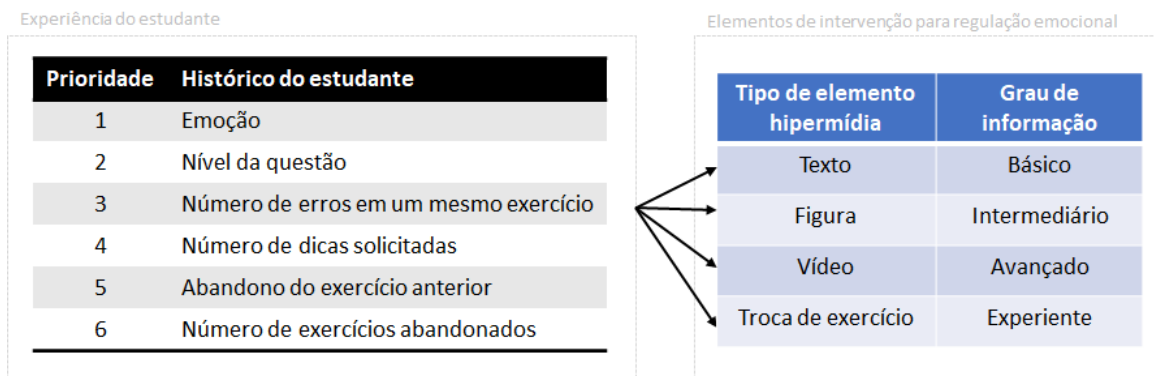 Experiência do estudante
Prioridade Histórico do estudante
1 Emoção
2 Nível da questão
3 Número de erros em um mesmo exercício
4 Número de dicas solicitadas
5 Abandono do exercício anterior
6 Número de exercícios abandonados
Elementos de intervenção para regulação emocional
Tipo de elemento hipermídia Grau de informação
Texto Básico
Figura Intermediário
Vídeo Avançado
Troca de exercício Experiente